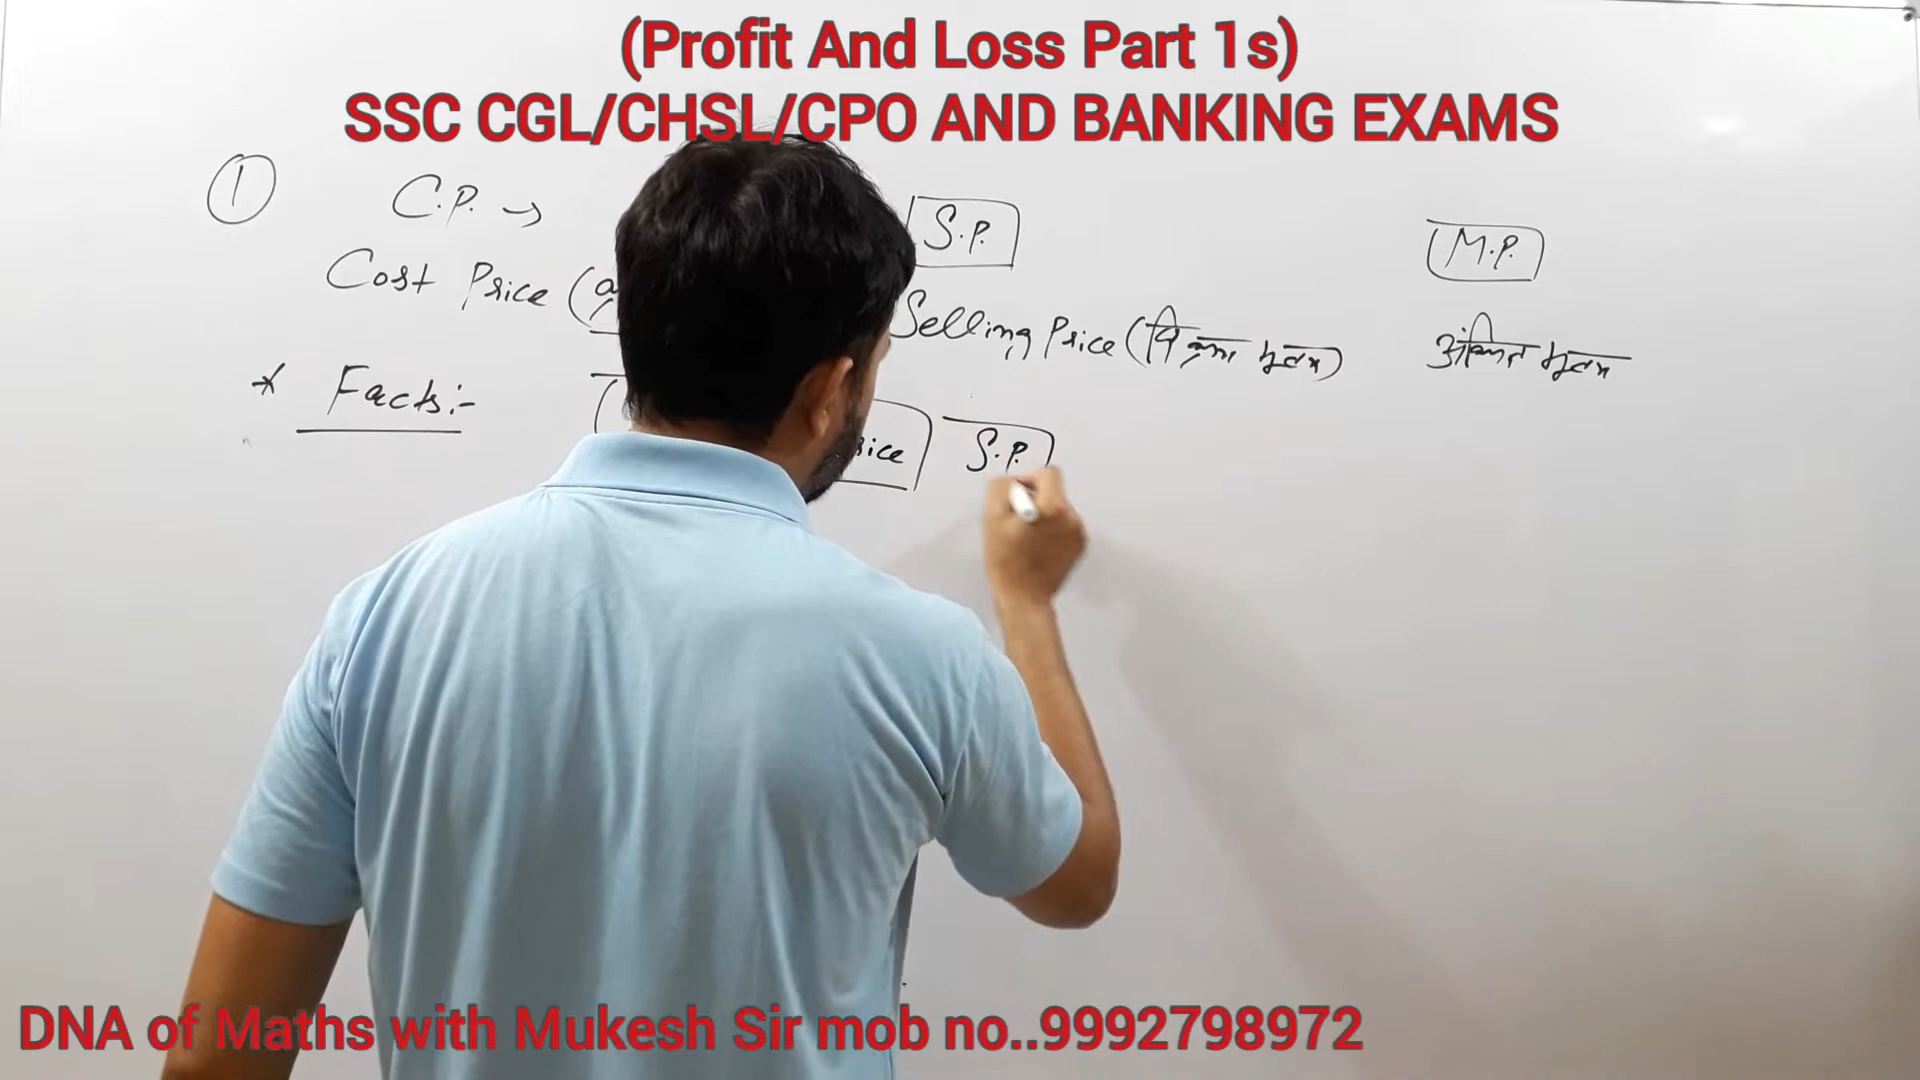 (Profit And Loss Part 1s)
SSC CGL/CHSL/CPO AND BANKING EXAMS
① C.P. → S.P. M.P.
Cost Price ( Selling Price (विक्रय मूल्य) अंकित मूल्य
* Facts:- S.P.
DNA of Maths with Mukesh Sir mob no..9992798972